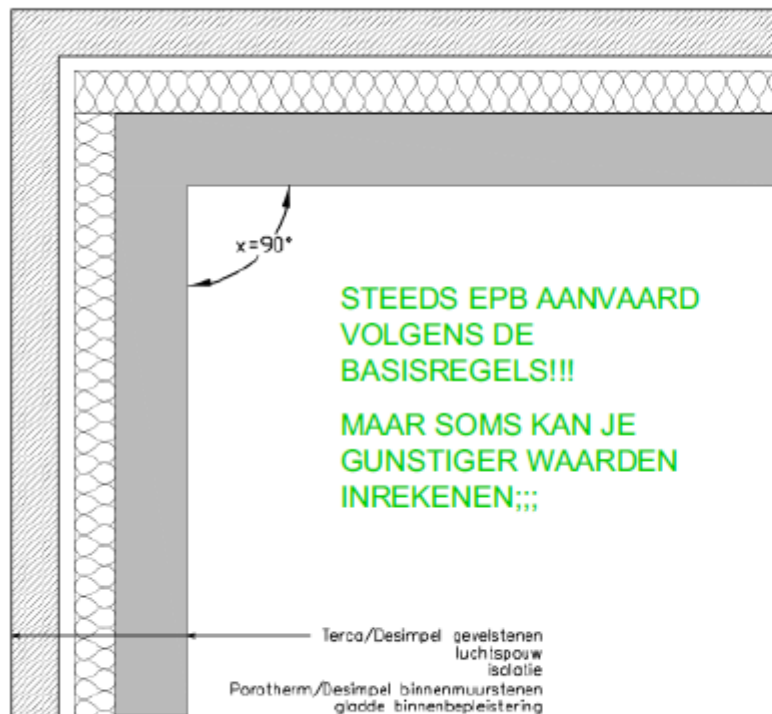 x=90°
STEEDS EPB AANVAARD
VOLGENS DE
BASISREGELS!!!
MAAR SOMS KAN JE
GUNSTIGER WAARDEN
INREKENEN;;;
Terca/Desimpel gevelstenen
luchtspouw
isolatie
Porotherm/Desimpel binnenmuurstenen
gladde binnenbepleistering